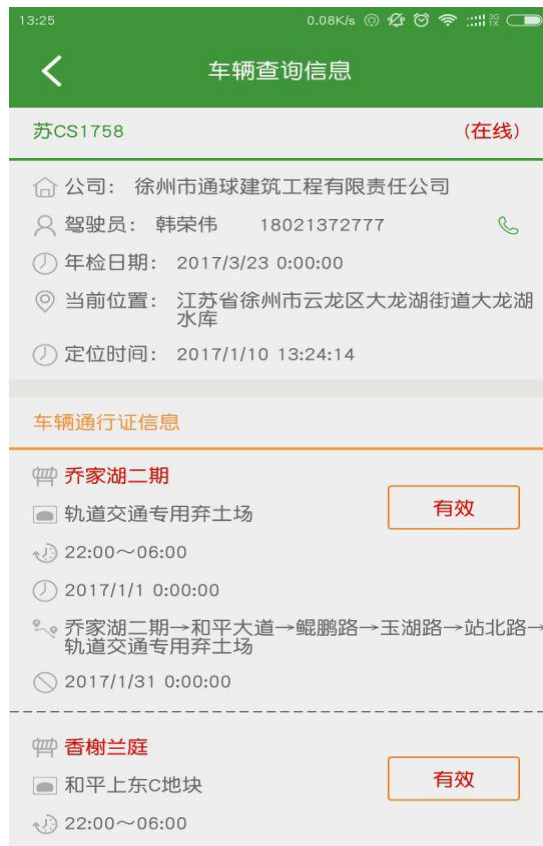 13:25 0.08K/s 3G 1X
车辆查询信息
苏CS1758 (在线)
公司： 徐州市通球建筑工程有限责任公司
驾驶员： 韩荣伟 18021372777
年检日期： 2017/3/23 0:00:00
当前位置： 江苏省徐州市云龙区大龙湖街道大龙湖
水库
定位时间： 2017/1/10 13:24:14
车辆通行证信息
乔家湖二期
轨道交通专用弃土场 有效
22:00～06:00
2017/1/1 0:00:00
乔家湖二期→和平大道→鲲鹏路→玉湖路→站北路→
轨道交通专用弃土场
2017/1/31 0:00:00
香榭兰庭
和平上东C地块 有效
22:00～06:00